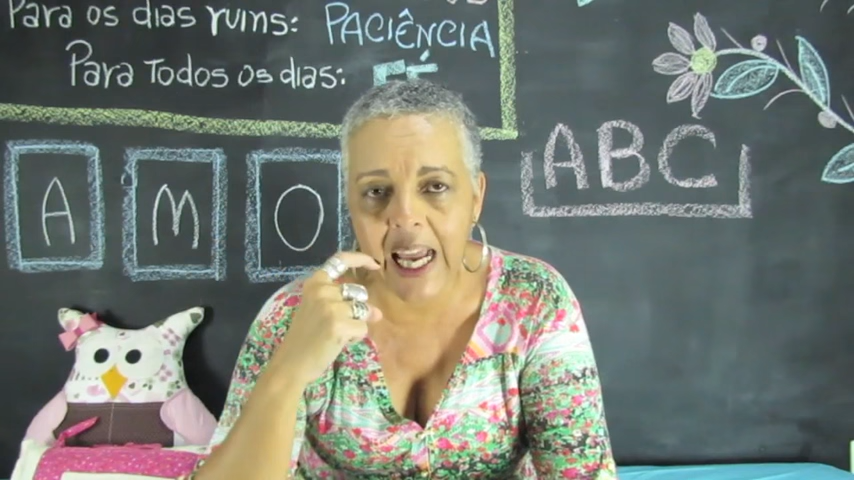 Para os dias ruins: PACIÊNCIA
Para Todos os dias: FÉ
A M O
ABC